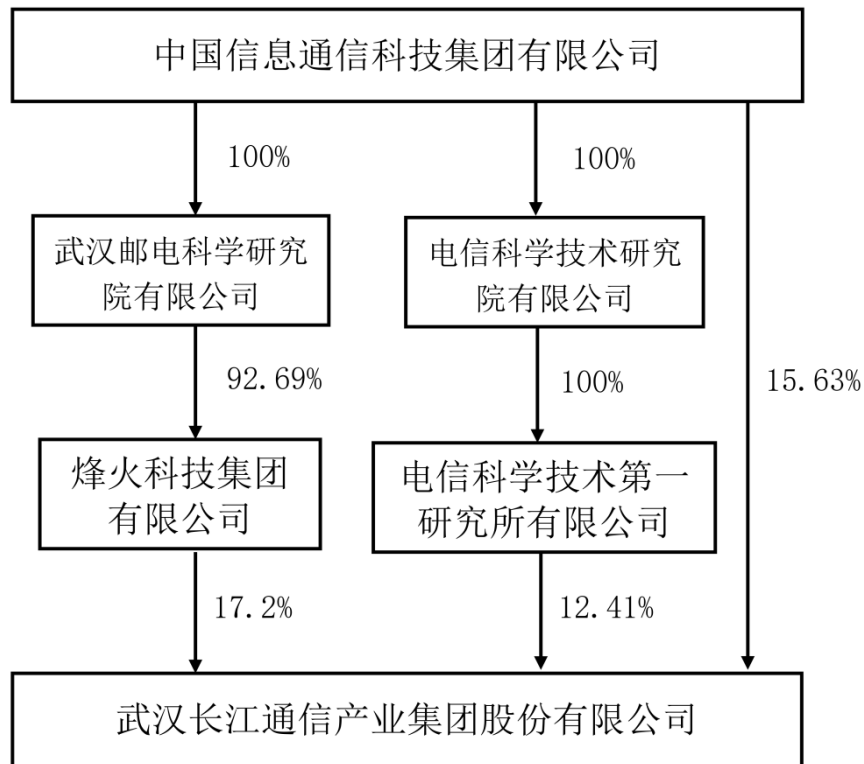 中国信息通信科技集团有限公司
100%
100%
武汉邮电科学研究
院有限公司
电信科学技术研究
院有限公司
92.69%
100%
15.63%
烽火科技集团
有限公司
电信科学技术第一
研究所有限公司
17.2%
12.41%
武汉长江通信产业集团股份有限公司